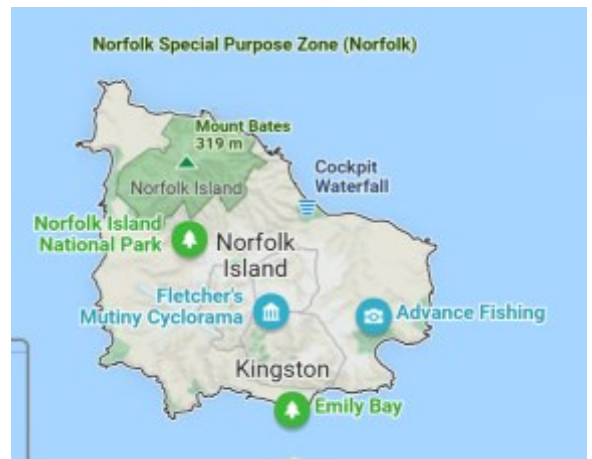 Norfolk Special Purpose Zone (Norfolk)
Mount Bates
319 m
Cockpit
Waterfall
Norfolk Island
Norfolk Island
National Park
Norfolk
Island
Fletcher's
Mutiny Cyclorama
Advance Fishing
Kingston
Emily Bay